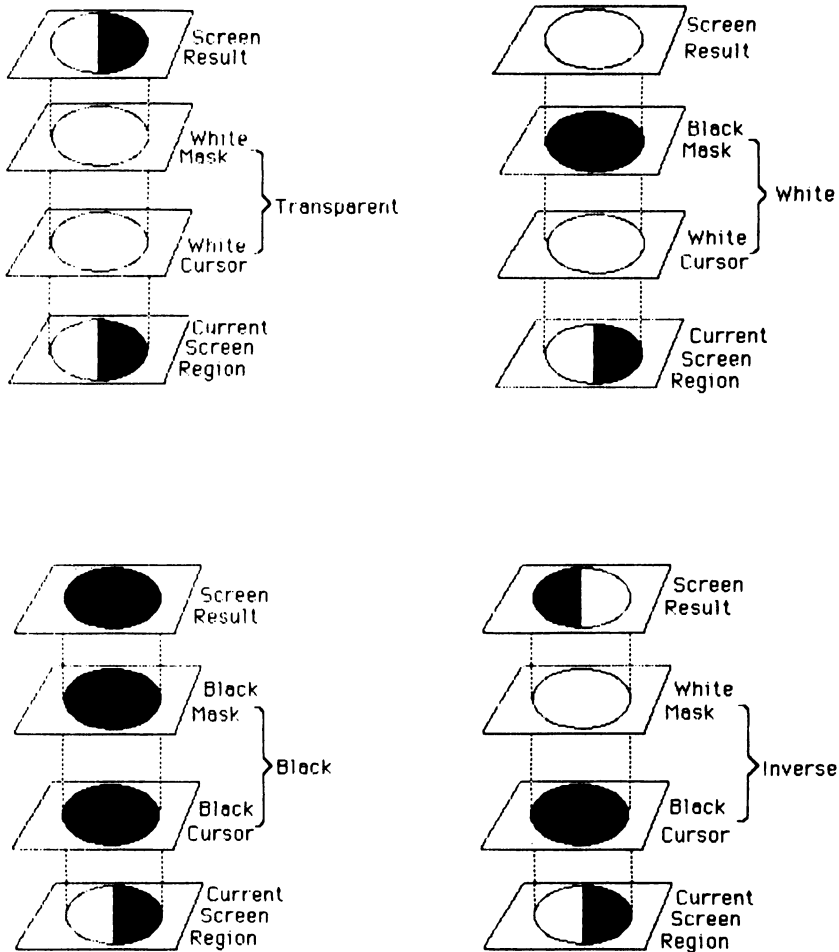 Screen
Result
White
Mask
Transparent
White
Cursor
Current
Screen
Region
Screen
Result
Black
Mask
White
White
Cursor
Current
Screen
Region
Screen
Result
Black
Mask
Black
Black
Cursor
Current
Screen
Region
Screen
Result
White
Mask
Inverse
Black
Cursor
Current
Screen
Region